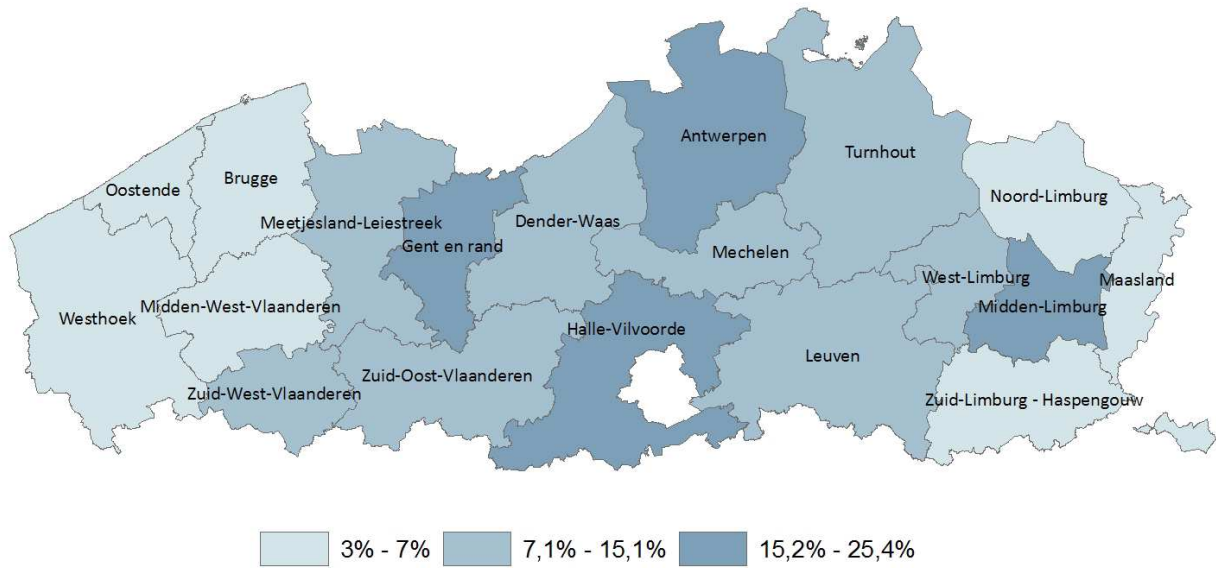 Antwerpen
Turnhout
Oostende
Brugge
Noord-Limburg
Meetjesland-Leiestreek
Dender-Waas
Gent en rand
Mechelen
West-Limburg
Maasland
Midden-West-Vlaanderen
Midden-Limburg
Westhoek
Halle-Vilvoorde
Leuven
Zuid-Oost-Vlaanderen
Zuid-West-Vlaanderen
Zuid-Limburg - Haspengouw
3% - 7%
7,1% - 15,1%
15,2% - 25,4%